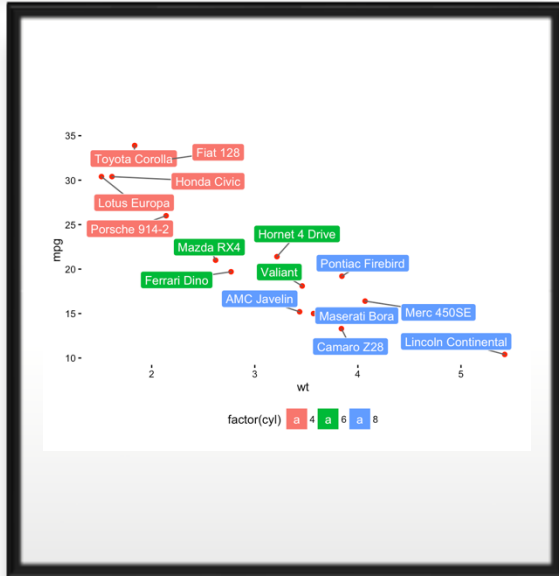 35
Fiat 128
Toyota Corolla
30
Honda Civic
Lotus Europa
25
Porsche 914-2
Hornet 4 Drive
Mazda RX4
mpg
20
Pontiac Firebird
Valiant
Ferrari Dino
AMC Javelin
15
Maserati Bora
Merc 450SE
Camaro Z28
Lincoln Continental
10
2 3 4 5
wt
factor(cyl) a 4 a 6 a 8